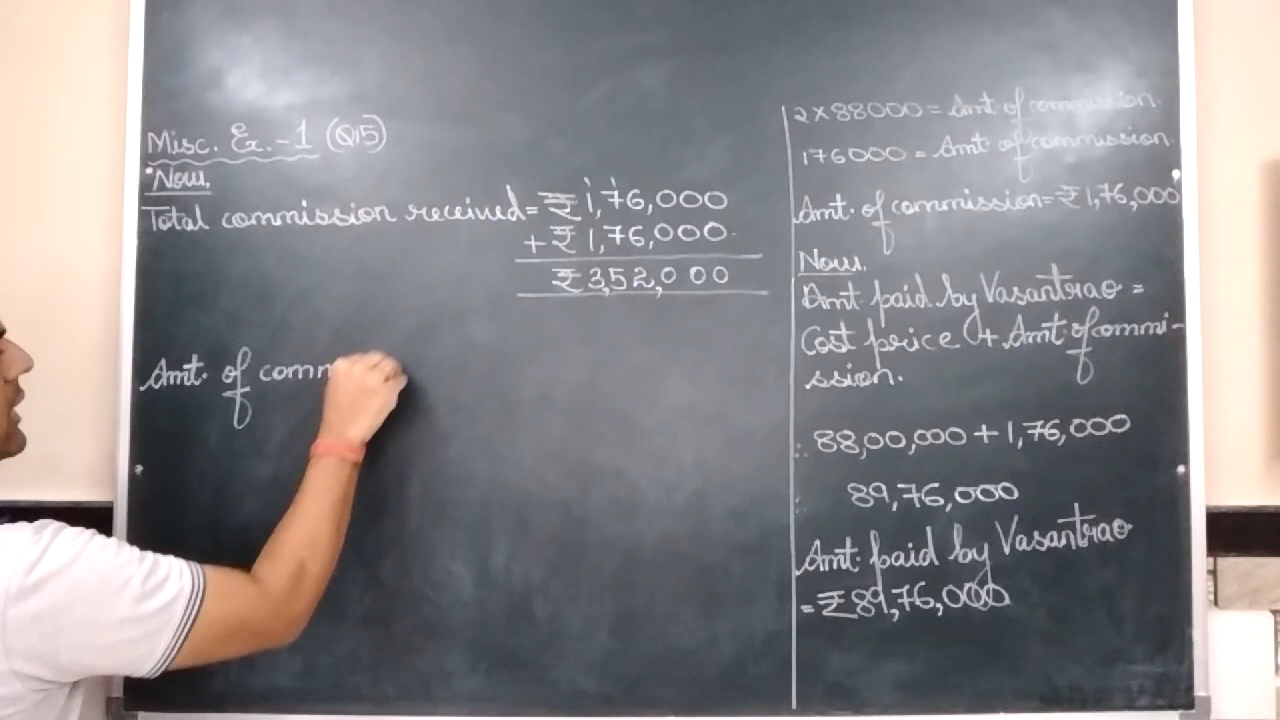 Misc. Ex.-1 (Q15)
Now,
Total commission received = ₹ 1,76,000
+ ₹ 1,76,000
₹ 3,52,000
Amt. of comm
2 x 88000 = Amt of commission.
176000 = Amt of commission.
Amt. of commission = ₹ 1,76,000
Now,
Amt paid by Vasantrao =
Cost price + Amt of commi-
ssion.
∴ 88,00,000 + 1,76,000
89,76,000
Amt. paid by Vasantrao
= ₹ 89,76,000